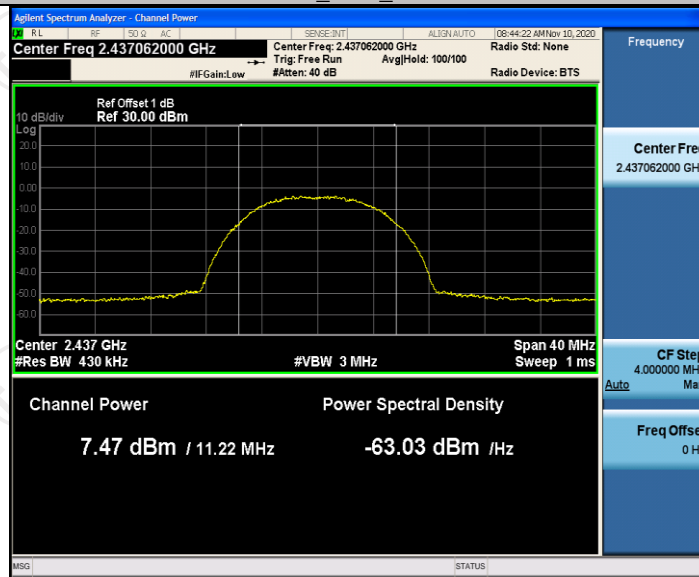 Agilent Spectrum Analyzer - Channel Power
RL RF 50 Ω AC SENSE:INT ALIGN AUTO 08:44:22 AM Nov 10, 2020
Center Freq 2.437062000 GHz
Center Freq: 2.437062000 GHz
Radio Std: None
Trig: Free Run Avg|Hold: 100/100
#IFGain:Low #Atten: 40 dB Radio Device: BTS
Frequency
Ref Offset 1 dB
10 dB/div Ref 30.00 dBm
Log
20.0
10.0
0.00
-10.0
-20.0
-30.0
-40.0
-50.0
-60.0
Center Fre
2.437062000 GH
Center 2.437 GHz Span 40 MHz
#Res BW 430 kHz #VBW 3 MHz Sweep 1 ms
CF Ste
4.000000 MH
Auto Ma
Channel Power Power Spectral Density
7.47 dBm / 11.22 MHz -63.03 dBm /Hz
Freq Offse
0 H
MSG STATUS